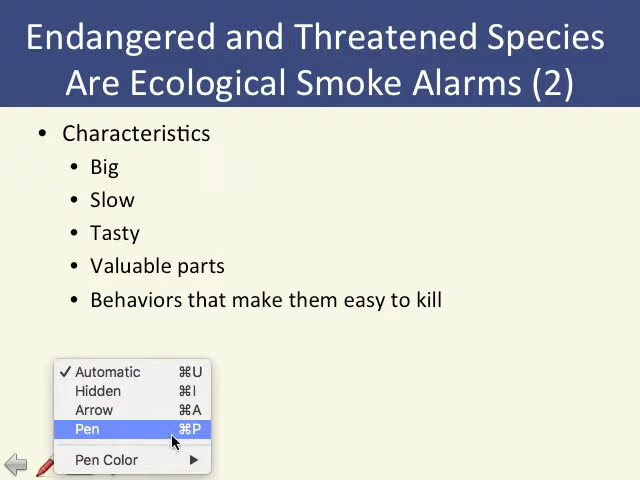 Endangered and Threatened Species
Are Ecological Smoke Alarms (2)
• Characteristics
• Big
• Slow
• Tasty
• Valuable parts
• Behaviors that make them easy to kill
✓ Automatic ⌘U
Hidden ⌘I
Arrow ⌘A
Pen ⌘P
Pen Color ▶